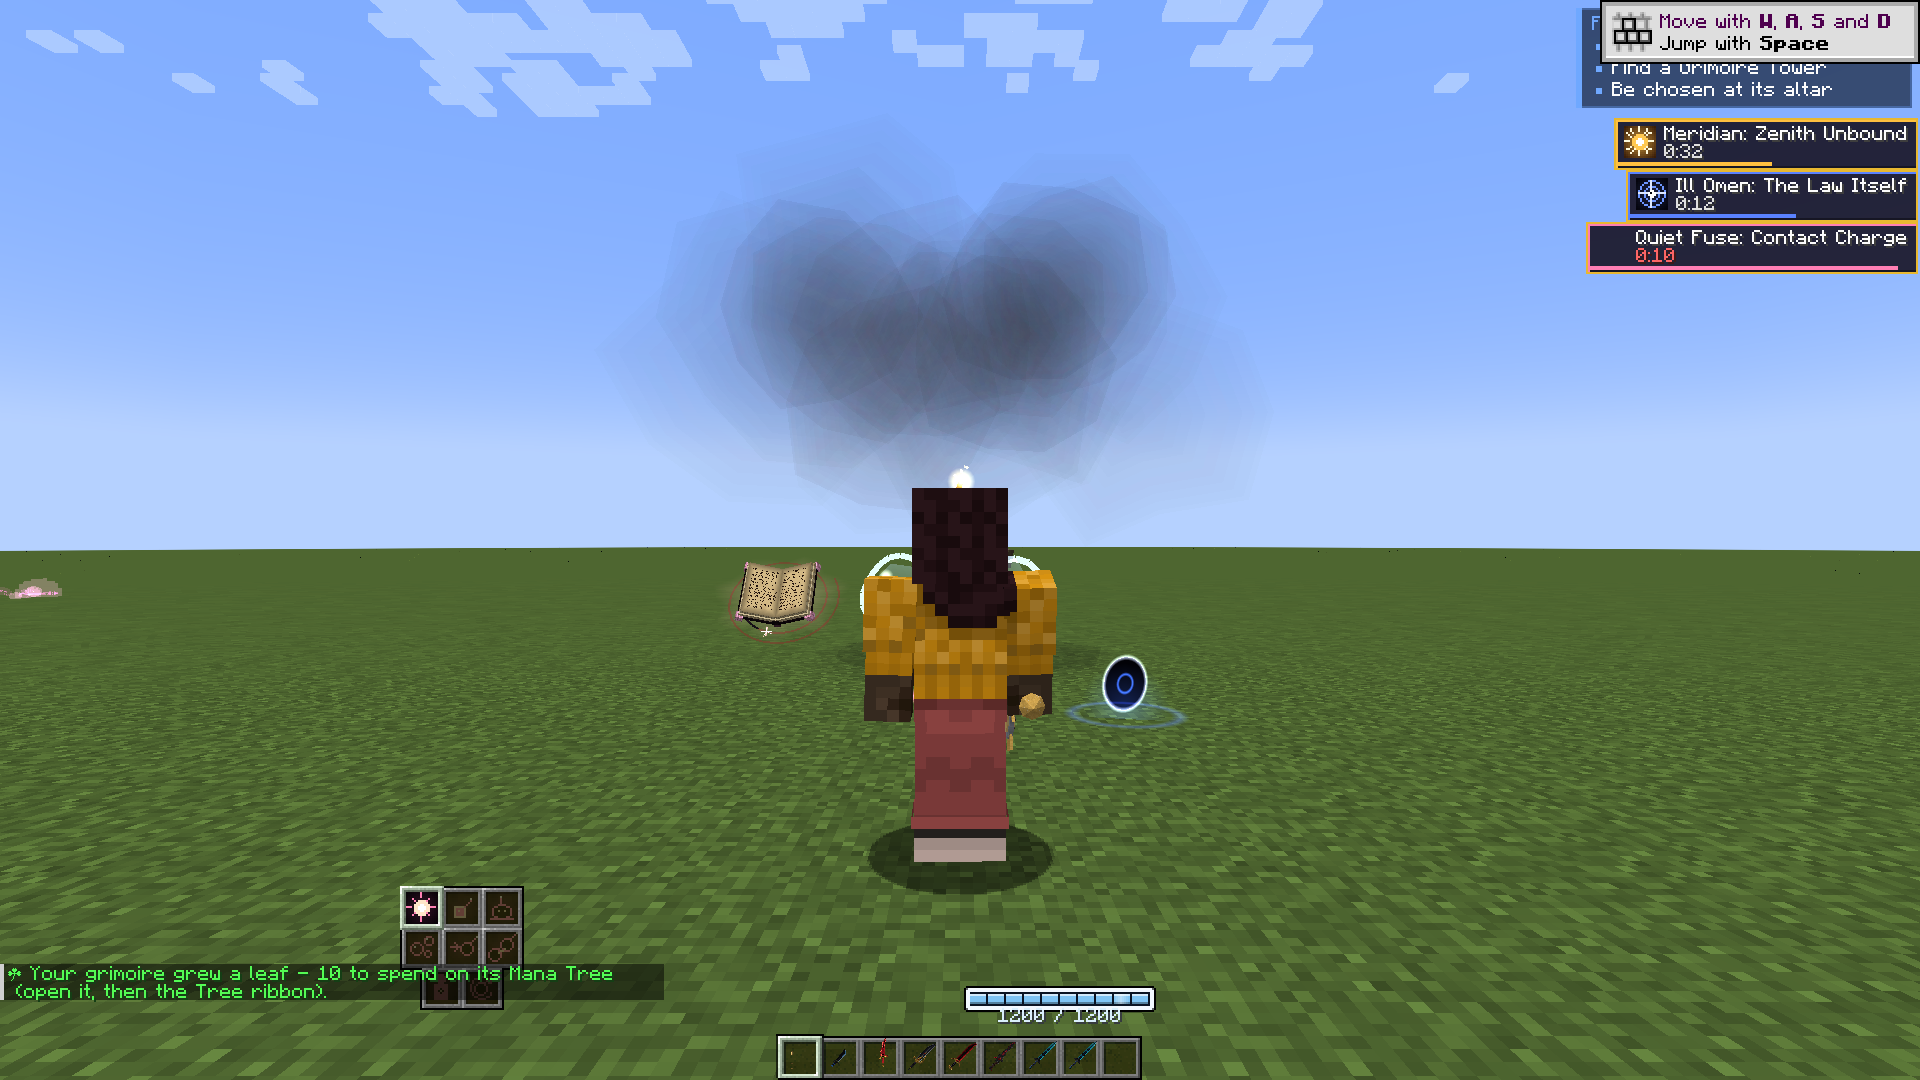 Move with W, A, S and D
Jump with Space
Find a Grimoire Tower
Be chosen at its altar
Meridian: Zenith Unbound
0:32
Ill Omen: The Law Itself
0:12
Quiet Fuse: Contact Charge
0:10
Your grimoire grew a leaf - 10 to spend on its Mana Tree
(open it, then the Tree ribbon).
1200 / 1200